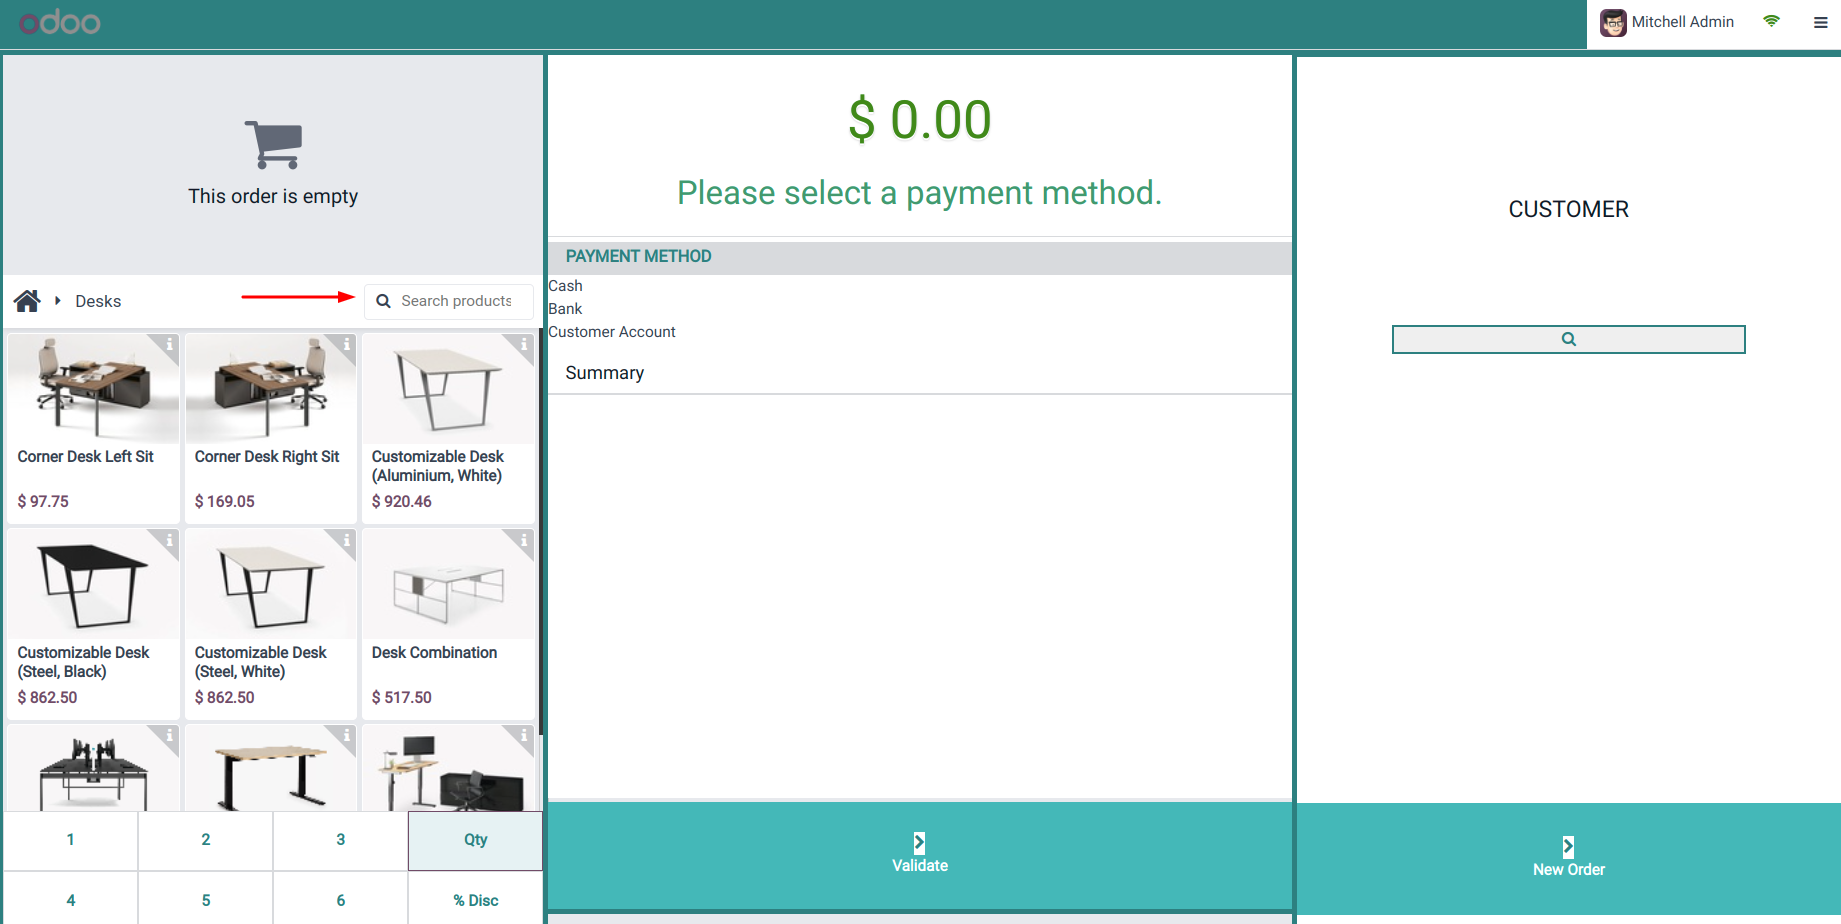 odoo
Mitchell Admin
This order is empty
Desks
Search products
Corner Desk Left Sit
$ 97.75
Corner Desk Right Sit
$ 169.05
Customizable Desk
(Aluminium, White)
$ 920.46
Customizable Desk
(Steel, Black)
$ 862.50
Customizable Desk
(Steel, White)
$ 862.50
Desk Combination
$ 517.50
1
2
3
Qty
4
5
6
% Disc
$ 0.00
Please select a payment method.
PAYMENT METHOD
Cash
Bank
Customer Account
Summary
Validate
CUSTOMER
New Order